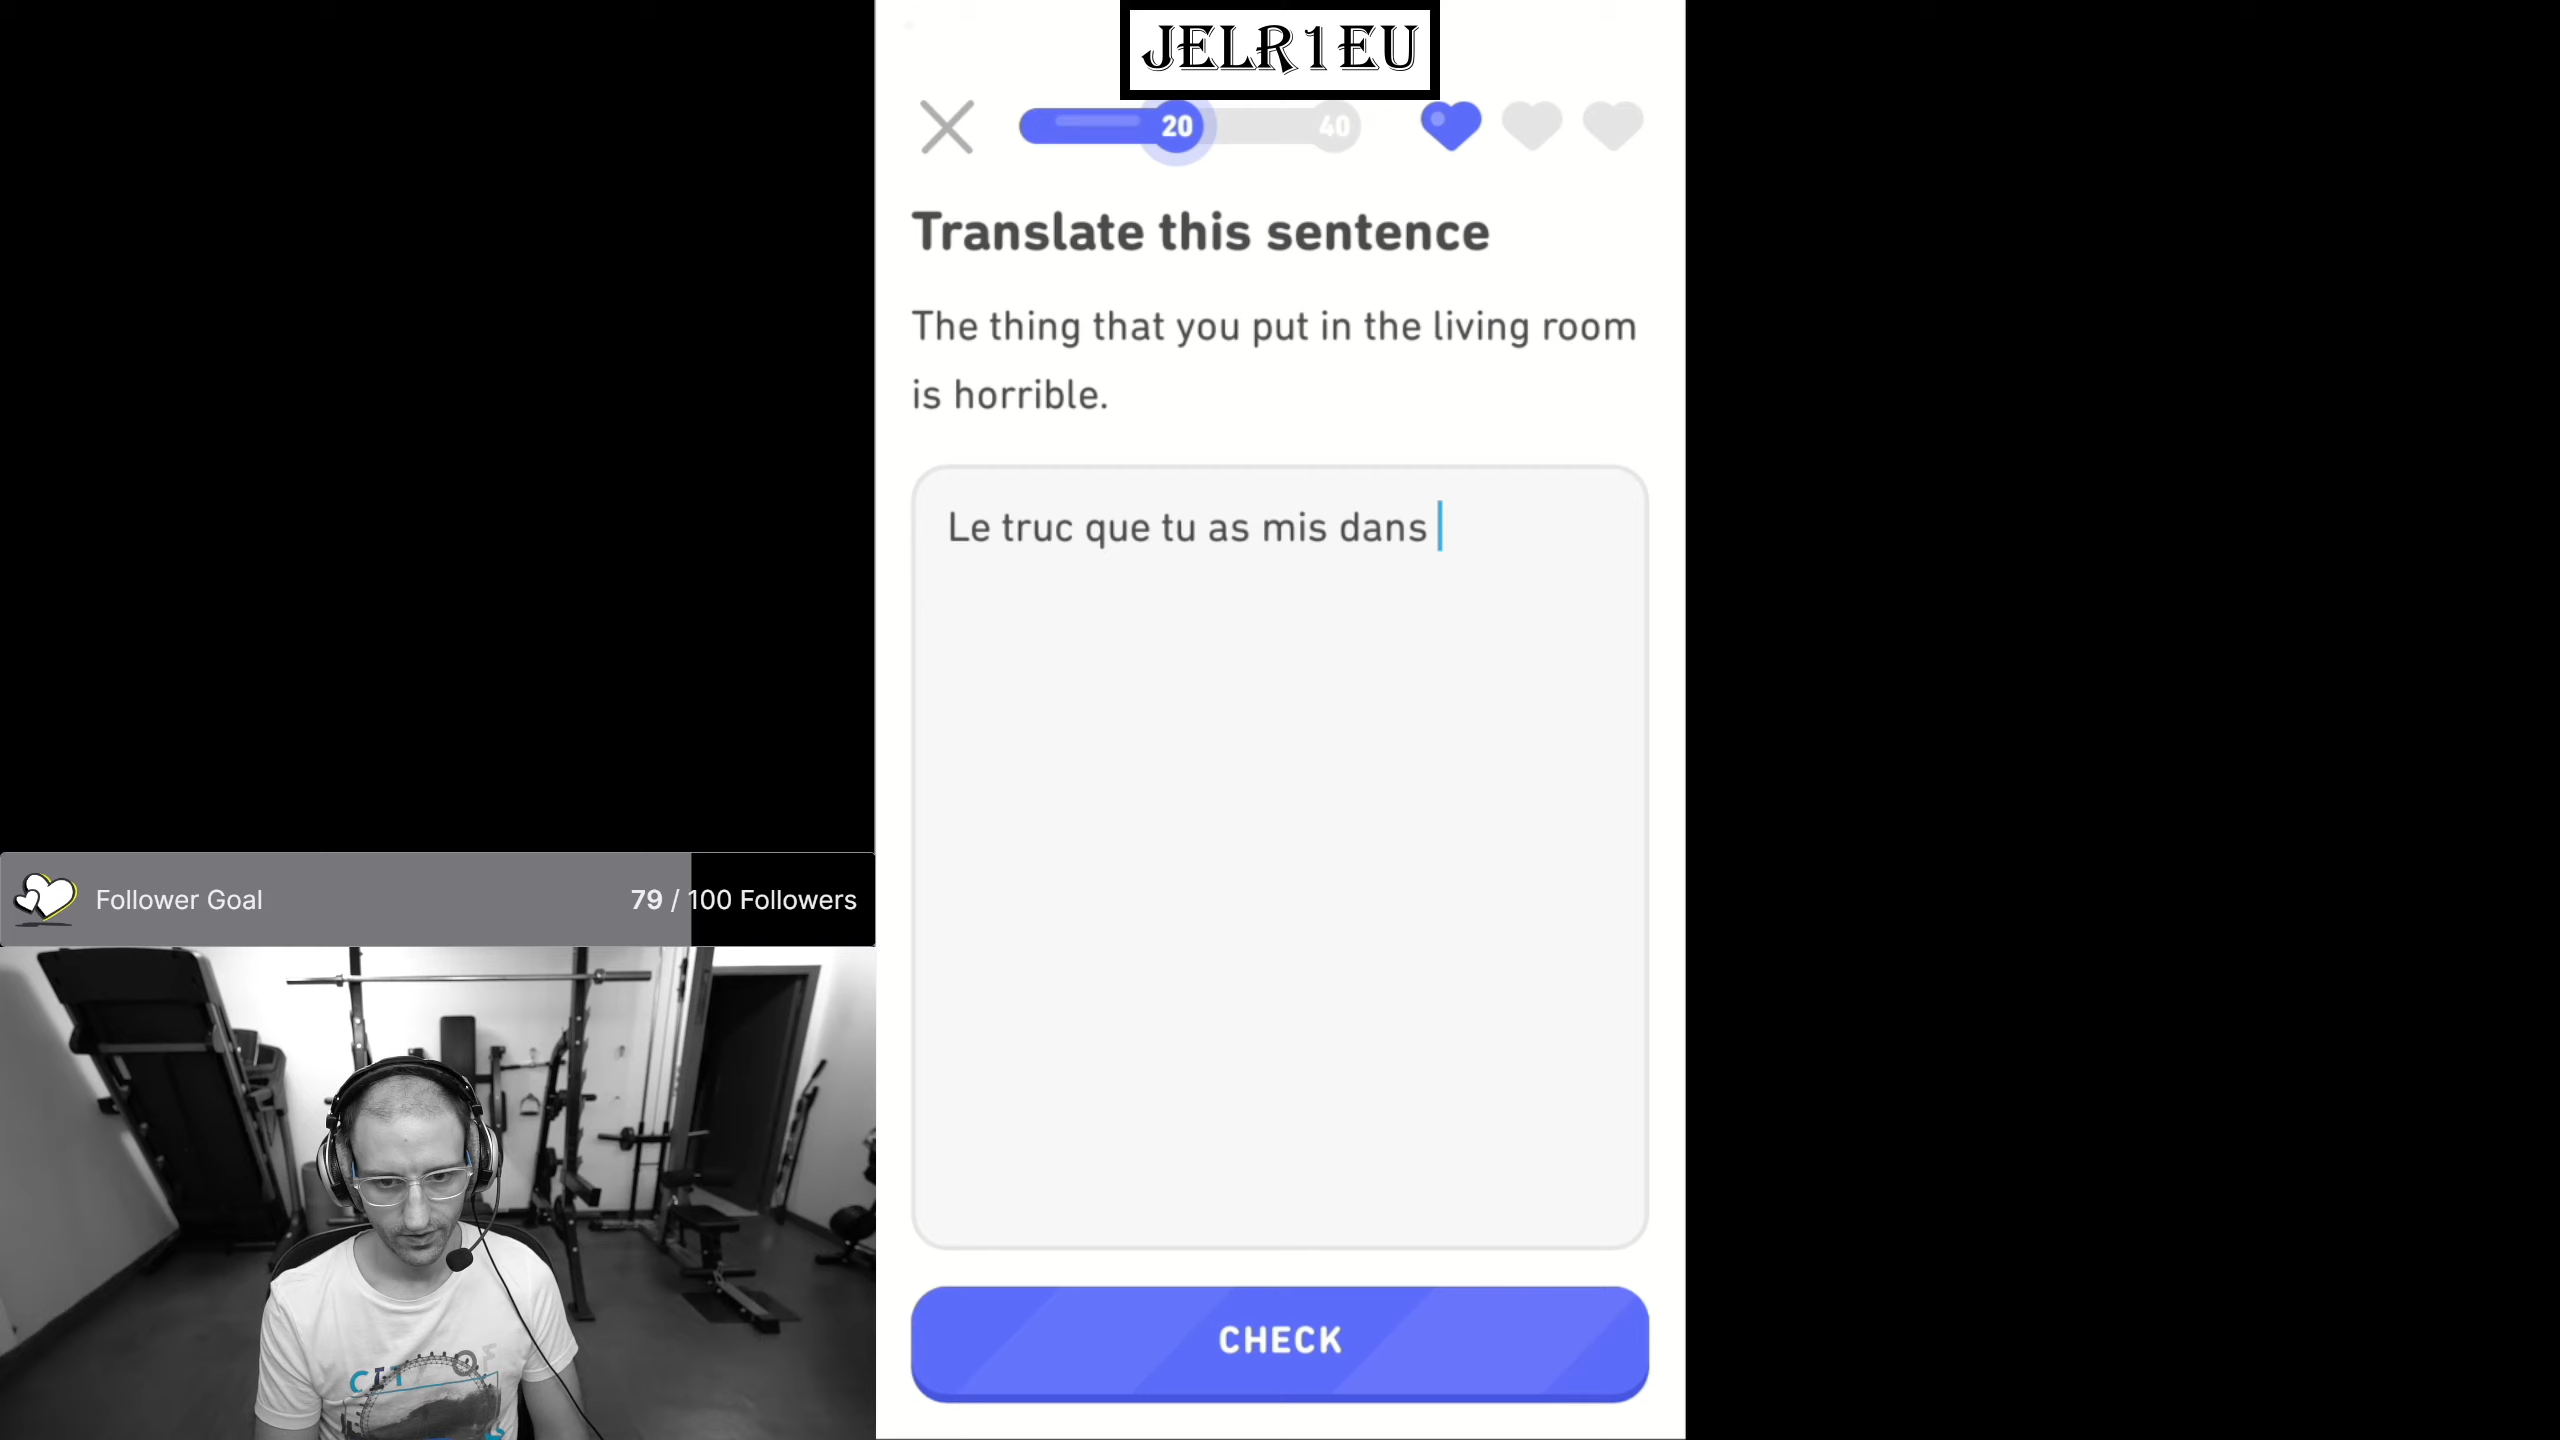 JELR1EU
20
40
Translate this sentence
The thing that you put in the living room
is horrible.
Le truc que tu as mis dans
CHECK
Follower Goal
79 / 100 Followers